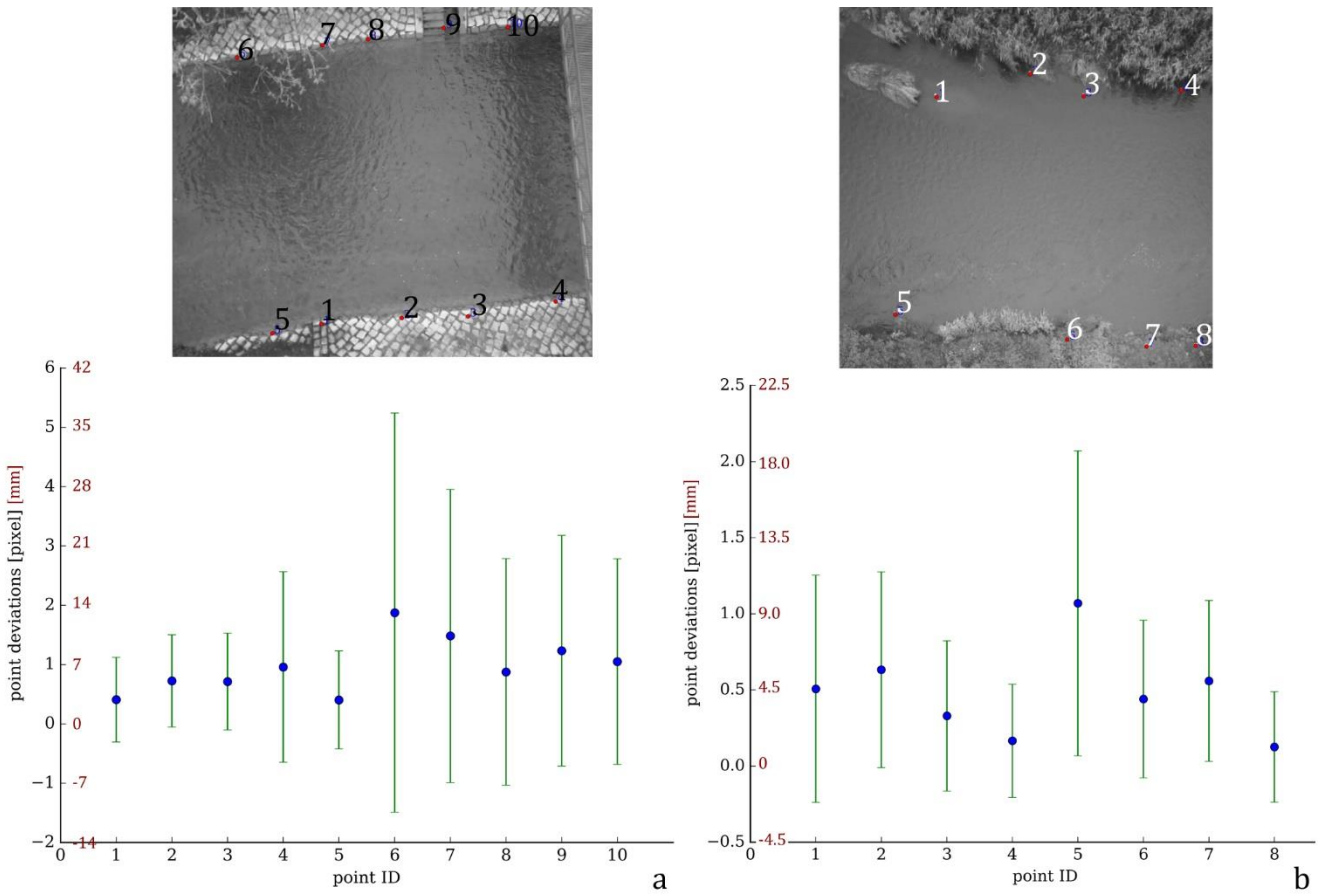 6 7 8 9 10
5 1 2 3 4
1 2 3 4
5 6 7 8
point deviations [pixel] [mm]
6 42
5 35
4 28
3 21
2 14
1 7
0 0
−1 -7
−2 -14
0 1 2 3 4 5 6 7 8 9 10
point ID
a
point deviations [pixel] [mm]
2.5 22.5
2.0 18.0
1.5 13.5
1.0 9.0
0.5 4.5
0.0 0
−0.5 -4.5
0 1 2 3 4 5 6 7 8
point ID
b